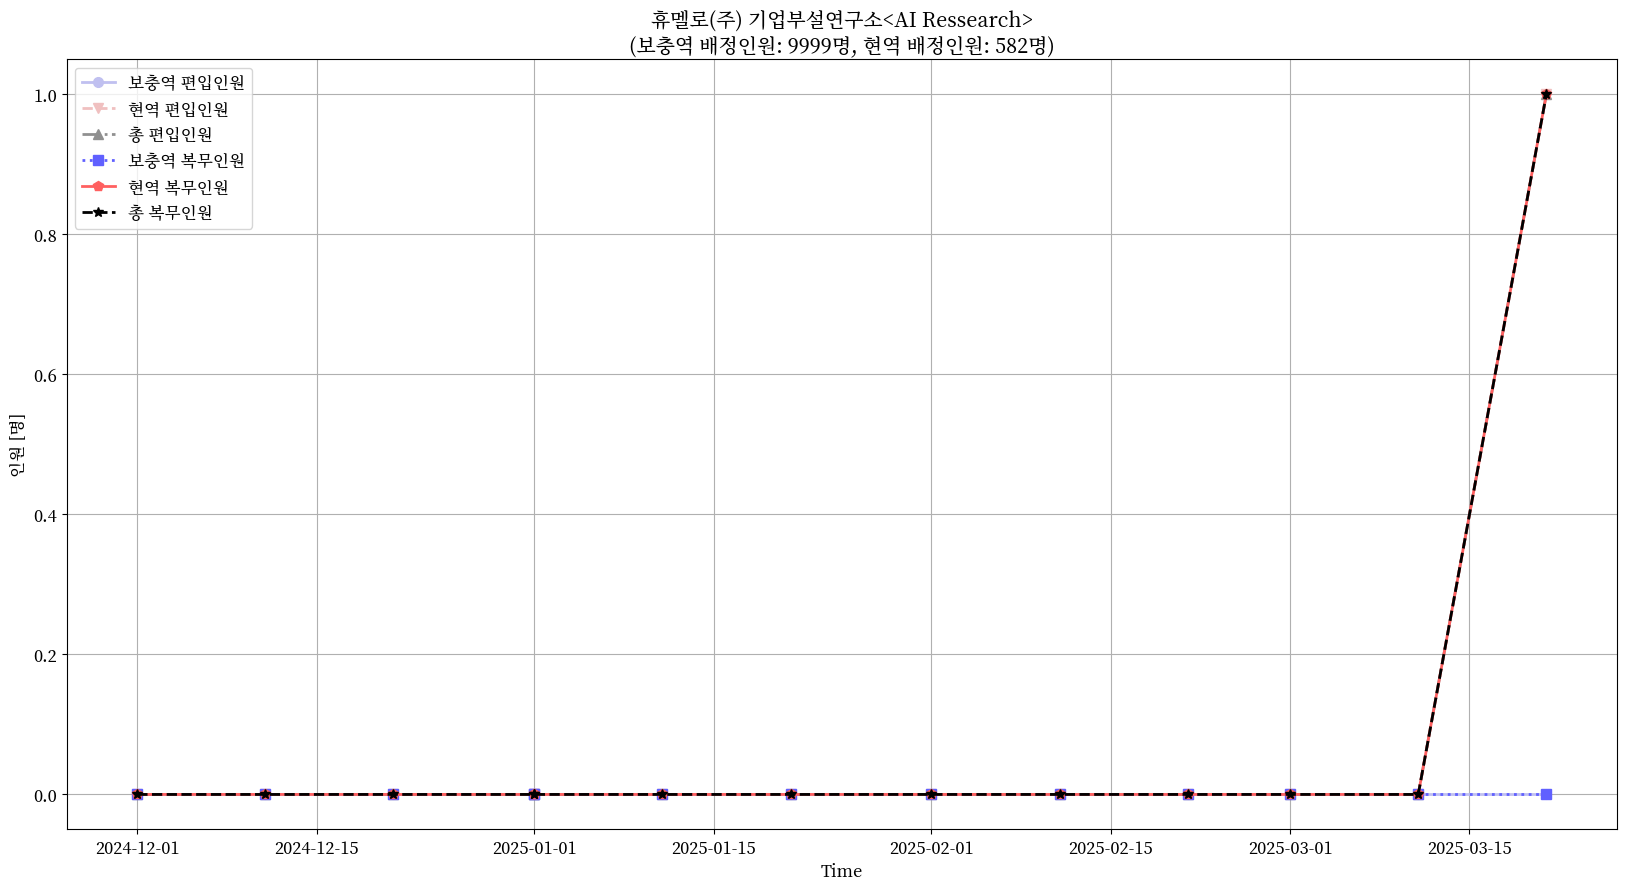 휴멜로(주) 기업부설연구소<AI Ressearch>
(보충역 배정인원: 9999명, 현역 배정인원: 582명)
보충역 편입인원
현역 편입인원
총 편입인원
보충역 복무인원
현역 복무인원
총 복무인원
1.0
0.8
0.6
0.4
0.2
0.0
인원 [명]
2024-12-01
2024-12-15
2025-01-01
2025-01-15
2025-02-01
2025-02-15
2025-03-01
2025-03-15
Time